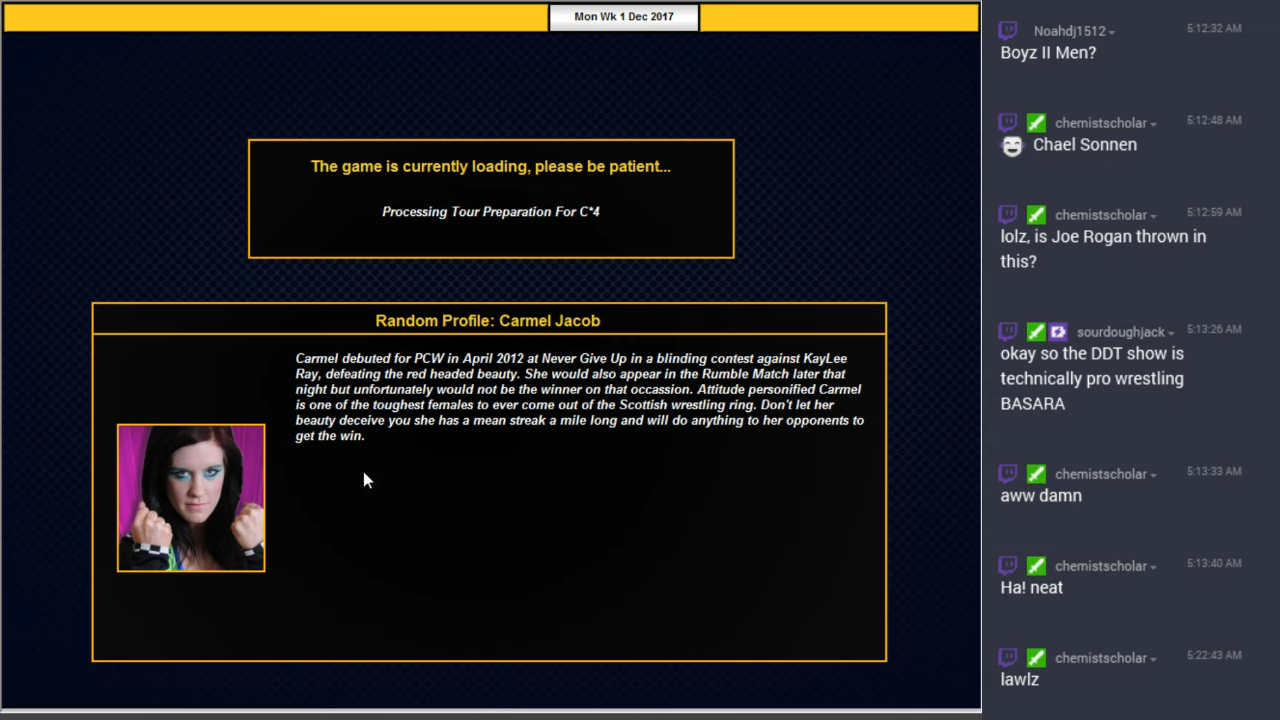 Mon Wk 1 Dec 2017
The game is currently loading, please be patient...
Processing Tour Preparation For C*4
Random Profile: Carmel Jacob
Carmel debuted for PCW in April 2012 at Never Give Up in a blinding contest against KayLee
Ray, defeating the red headed beauty. She would also appear in the Rumble Match later that
night but unfortunately would not be the winner on that occassion. Attitude personified Carmel
is one of the toughest females to ever come out of the Scottish wrestling ring. Don't let her
beauty deceive you she has a mean streak a mile long and will do anything to her opponents to
get the win.
Noahdj1512 5:12:32 AM
Boyz II Men?
chemistscholar 5:12:48 AM
Chael Sonnen
chemistscholar 5:12:59 AM
lolz, is Joe Rogan thrown in
this?
sourdoughjack 5:13:26 AM
okay so the DDT show is
technically pro wrestling
BASARA
chemistscholar 5:13:33 AM
aww damn
chemistscholar 5:13:40 AM
Ha! neat
chemistscholar 5:22:43 AM
lawlz